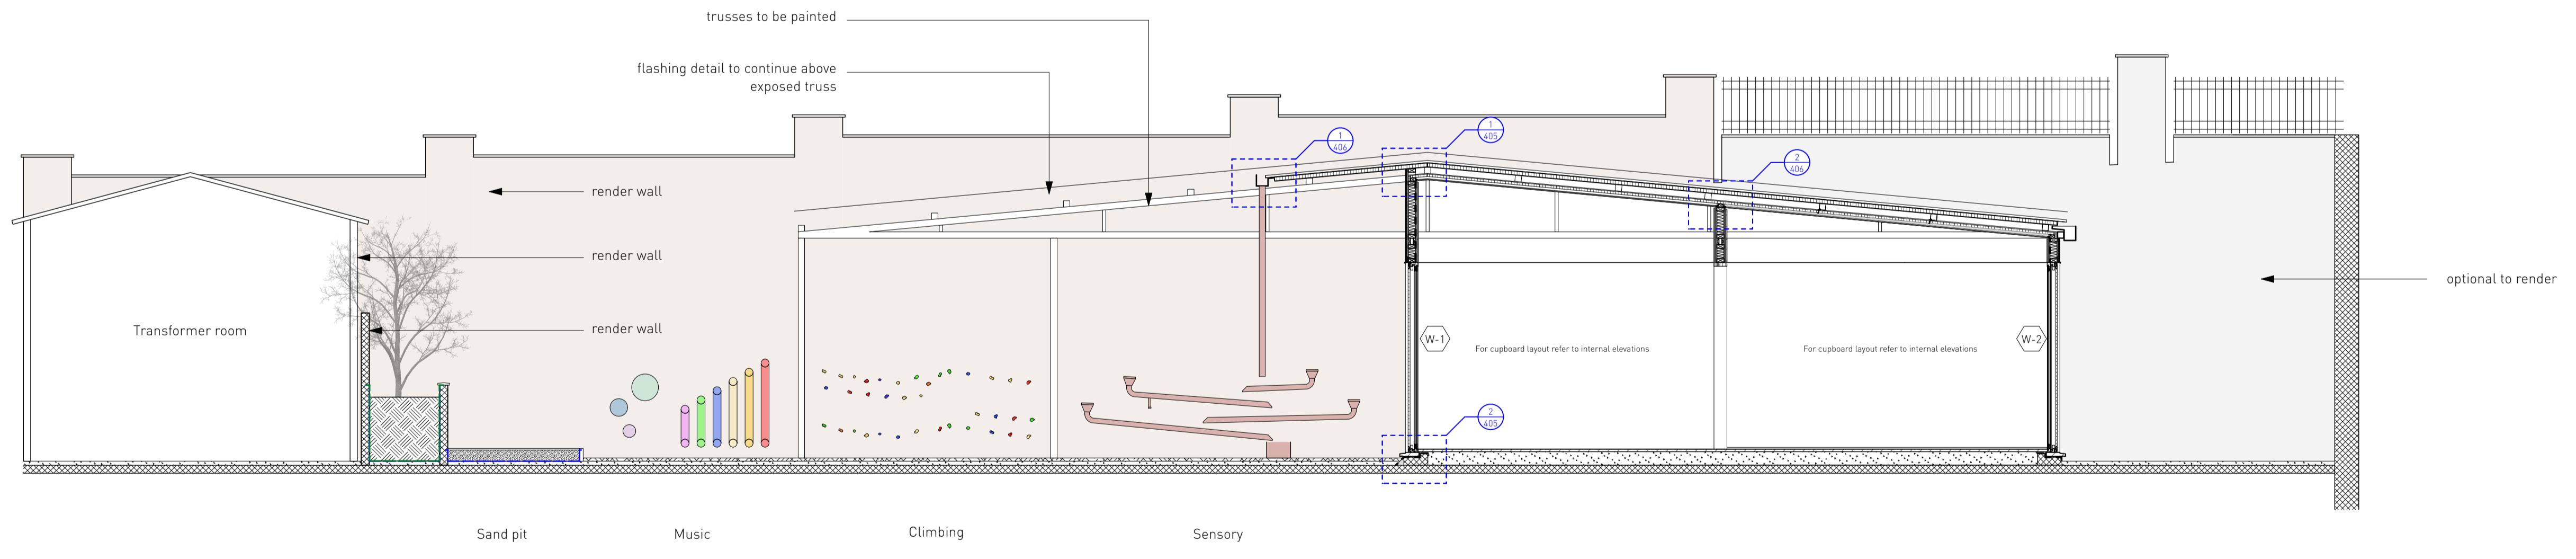 trusses to be painted
flashing detail to continue above
exposed truss
1
406
1
405
2
406
render wall
render wall
render wall
Transformer room
optional to render
W-1
For cupboard layout refer to internal elevations
For cupboard layout refer to internal elevations
W-2
2
405
Sand pit
Music
Climbing
Sensory